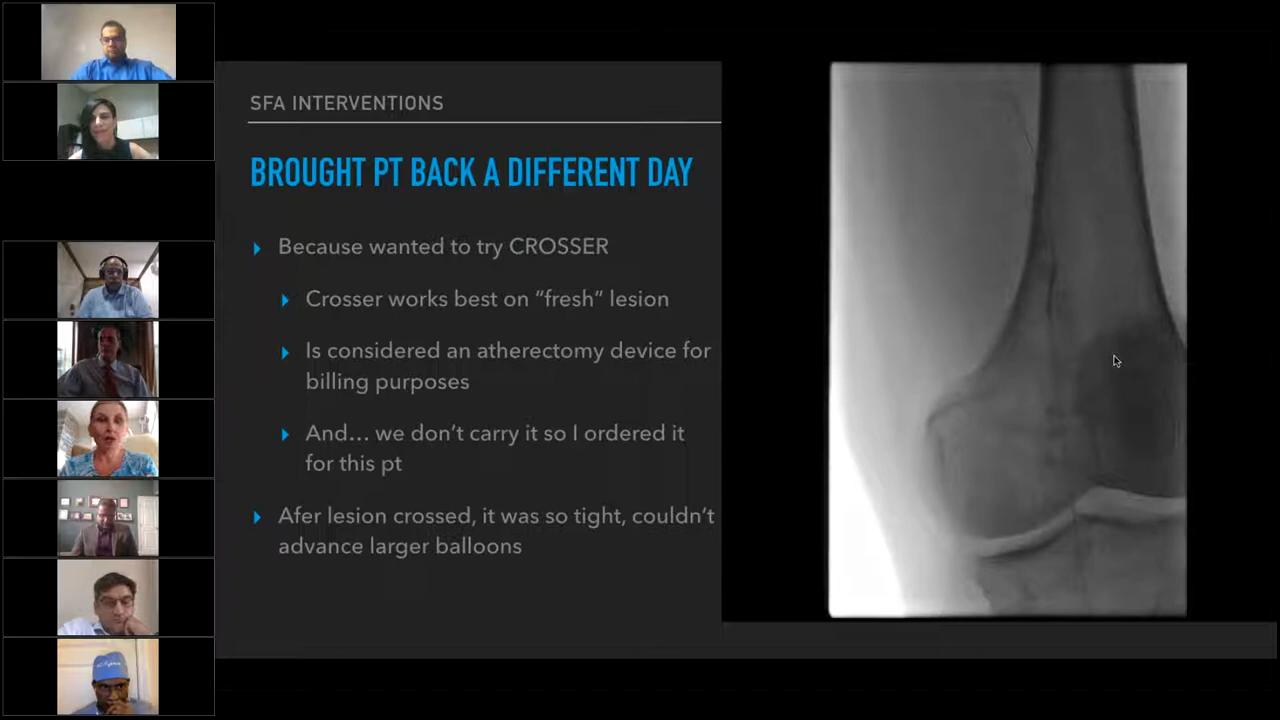 SFA INTERVENTIONS
BROUGHT PT BACK A DIFFERENT DAY
Because wanted to try CROSSER
Crosser works best on “fresh” lesion
Is considered an atherectomy device for
billing purposes
And... we don’t carry it so I ordered it
for this pt
Afer lesion crossed, it was so tight, couldn’t
advance larger balloons